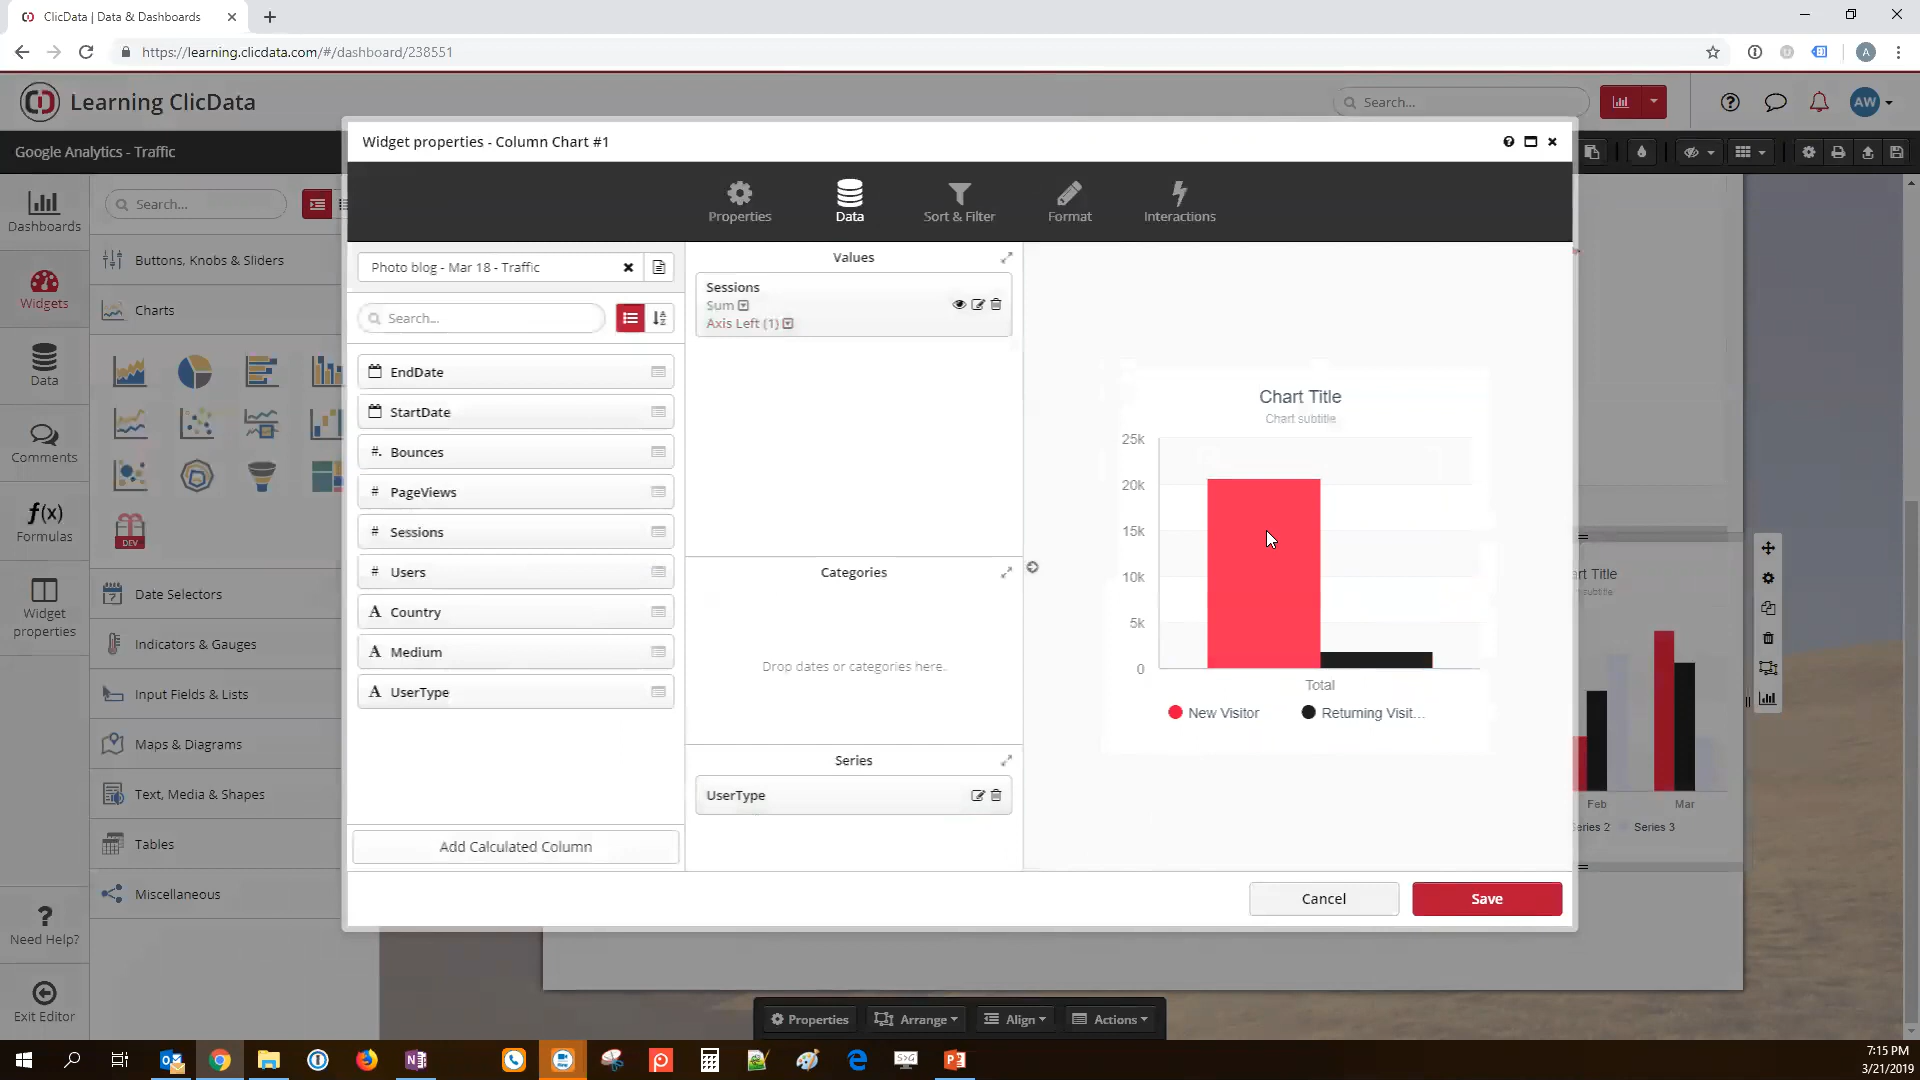 ClicData | Data & Dashboards
https://learning.clicdata.com/#/dashboard/238551
A
Learning ClicData
Search...
AW
Google Analytics - Traffic
Dashboards
Widgets
Data
Comments
f(x)
Formulas
Widget
properties
?
Need Help?
Exit Editor
Search...
Buttons, Knobs & Sliders
Charts
DEV
Date Selectors
Indicators & Gauges
Input Fields & Lists
Maps & Diagrams
Text, Media & Shapes
Tables
Miscellaneous
Widget properties - Column Chart #1
Properties
Data
Sort & Filter
Format
Interactions
Photo blog - Mar 18 - Traffic
Search...
EndDate
StartDate
#. Bounces
# PageViews
# Sessions
# Users
A Country
A Medium
A UserType
Add Calculated Column
Values
Sessions
Sum
Axis Left (1)
Categories
Drop dates or categories here.
Series
UserType
Chart Title
Chart subtitle
25k
20k
15k
10k
5k
0
Total
New Visitor
Returning Visit...
Cancel
Save
rt Title
subtitle
Feb
Mar
eries 2
Series 3
Properties
Arrange
Align
Actions
7:15 PM
3/21/2019